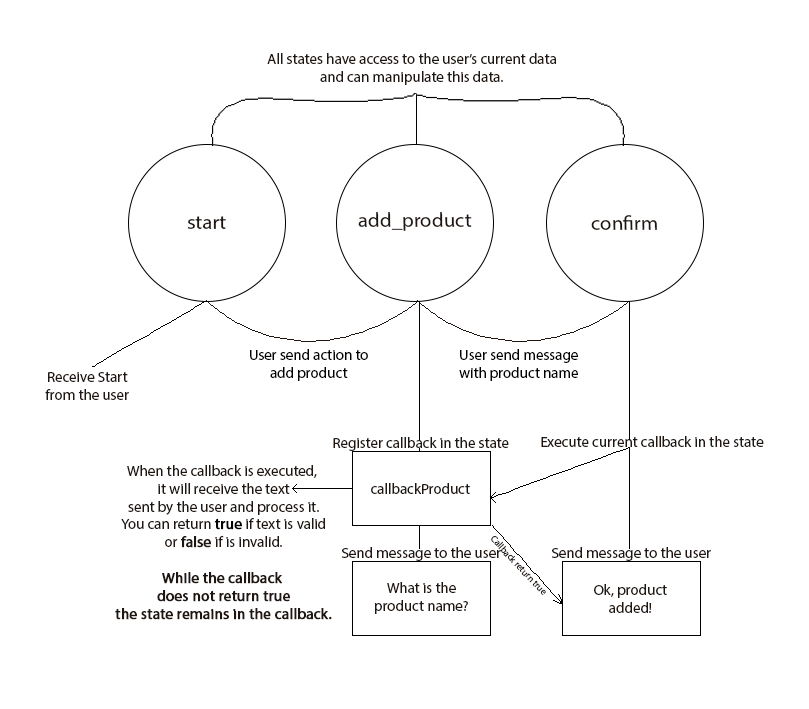 All states have access to the user's current data
and can manipulate this data.
start
add_product
confirm
Receive Start
from the user
User send action to
add product
User send message
with product name
Register callback in the state
Execute current callback in the state
callbackProduct
When the callback is executed,
it will receive the text
sent by the user and process it.
You can return true if text is valid
or false if is invalid.
While the callback
does not return true
the state remains in the callback.
Send message to the user
What is the
product name?
Callback return true
Send message to the user
Ok, product
added!